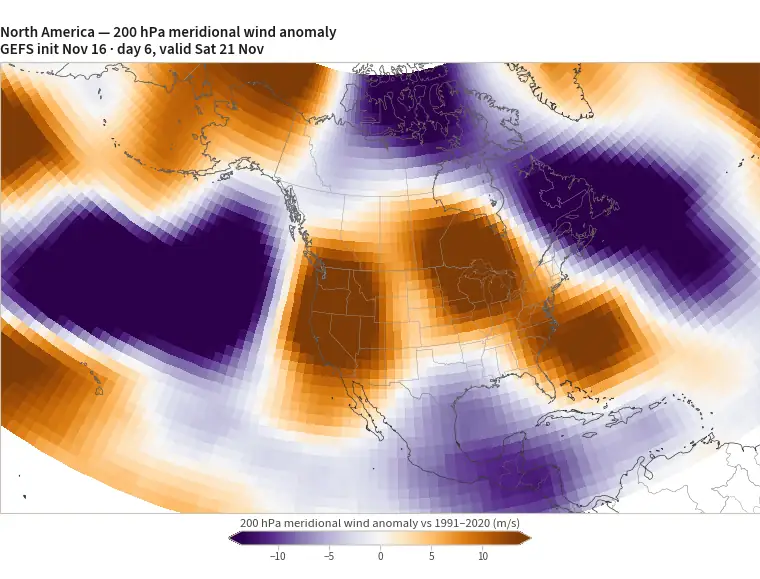 North America — 200 hPa meridional wind anomaly
GEFS init Nov 16 · day 6, valid Sat 21 Nov
200 hPa meridional wind anomaly vs 1991–2020 (m/s)
−10 −5 0 5 10